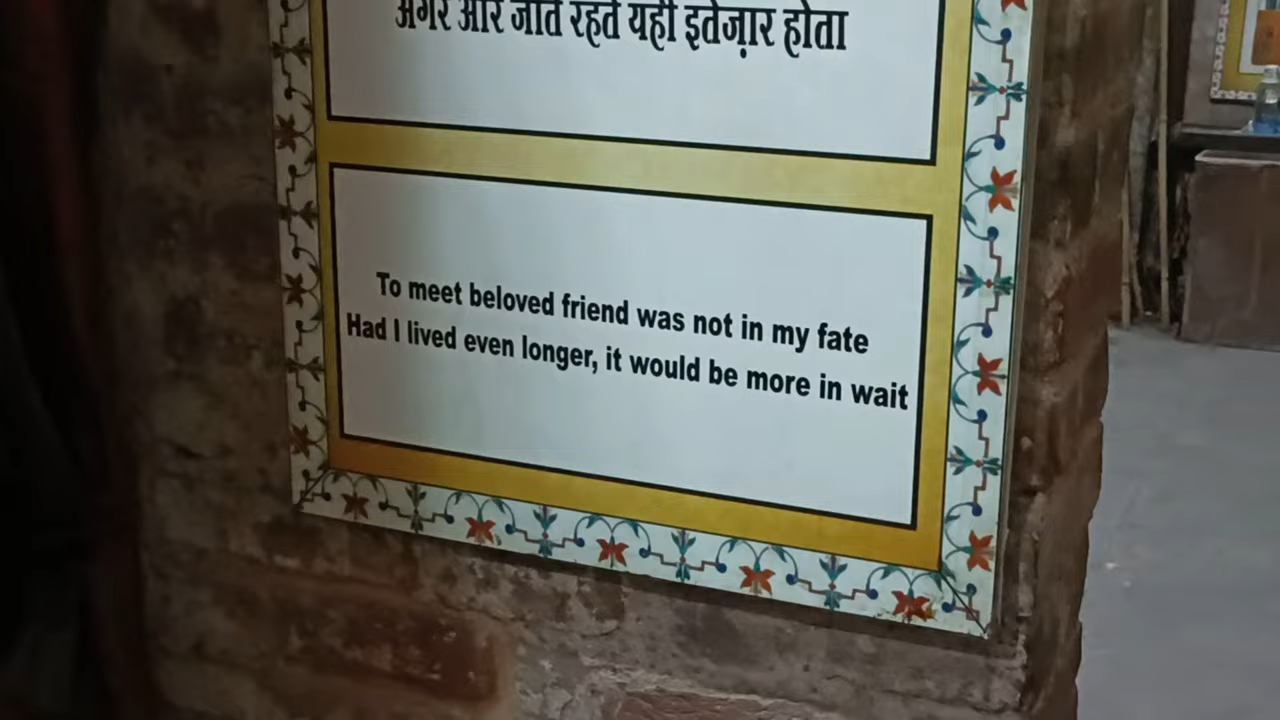 अगर और जीते रहते यही इंतेज़ार होता
To meet beloved friend was not in my fate
Had I lived even longer, it would be more in wait